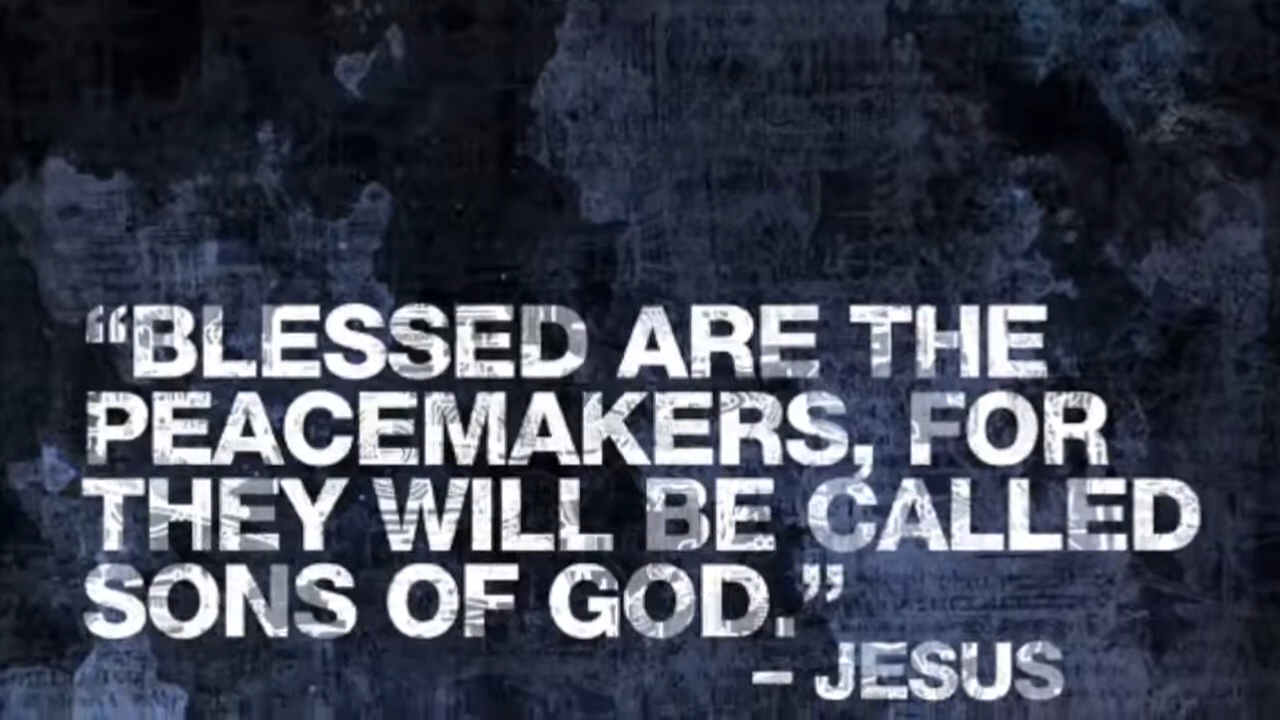 “BLESSED ARE THE
PEACEMAKERS, FOR
THEY WILL BE CALLED
SONS OF GOD.”
– JESUS